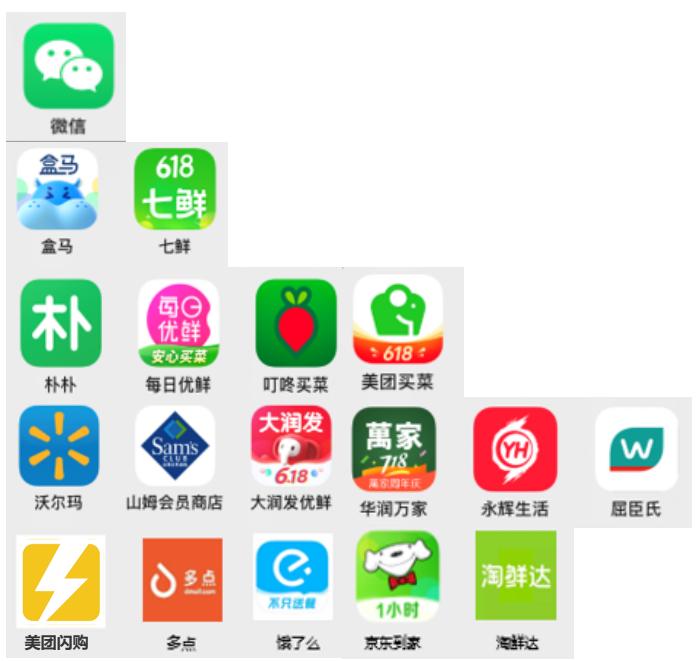 微信
盒马
盒马
618
七鲜
七鲜
朴
朴朴
每日
优鲜
安心买菜
每日优鲜
叮咚买菜
618
美团买菜
沃尔玛
Sam's
CLUB
山姆会员商店
大润发
6.18
大润发优鲜
萬家
718
萬家周年庆
华润万家
YH
永辉生活
W
屈臣氏
美团闪购
多点
dmall.com
多点
e
不只送餐
饿了么
1小时
京东到家
淘鲜达
淘鲜达